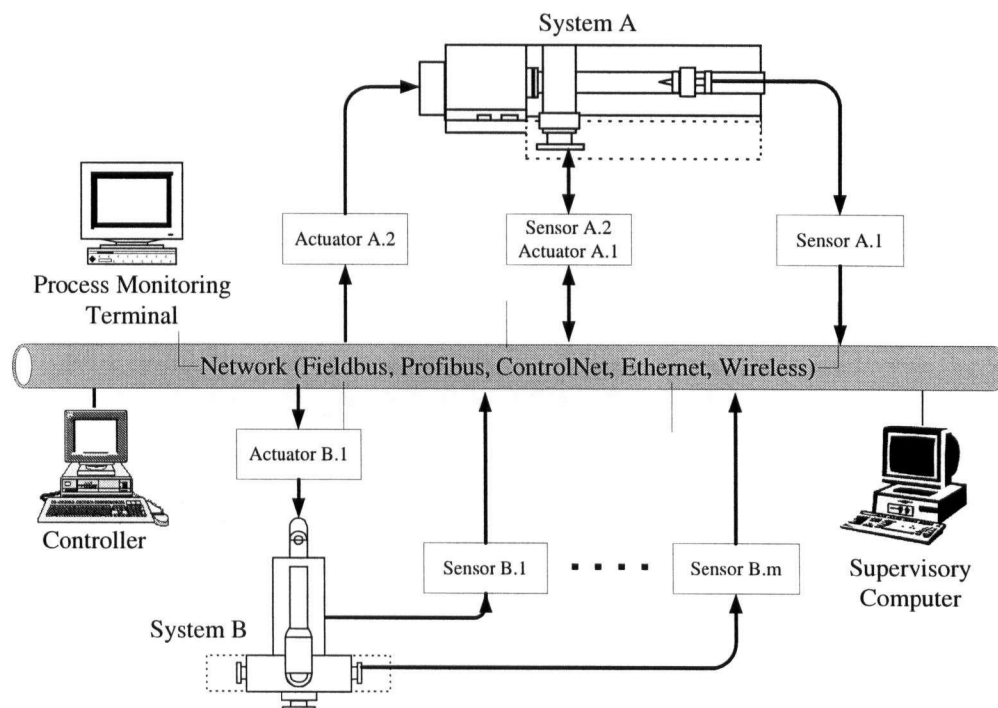 System A
Actuator A.2
Sensor A.2
Actuator A.1
Sensor A.1
Process Monitoring
Terminal
Network (Fieldbus, Profibus, ControlNet, Ethernet, Wireless)
Actuator B.1
Controller
Sensor B.1
Sensor B.m
Supervisory
Computer
System B